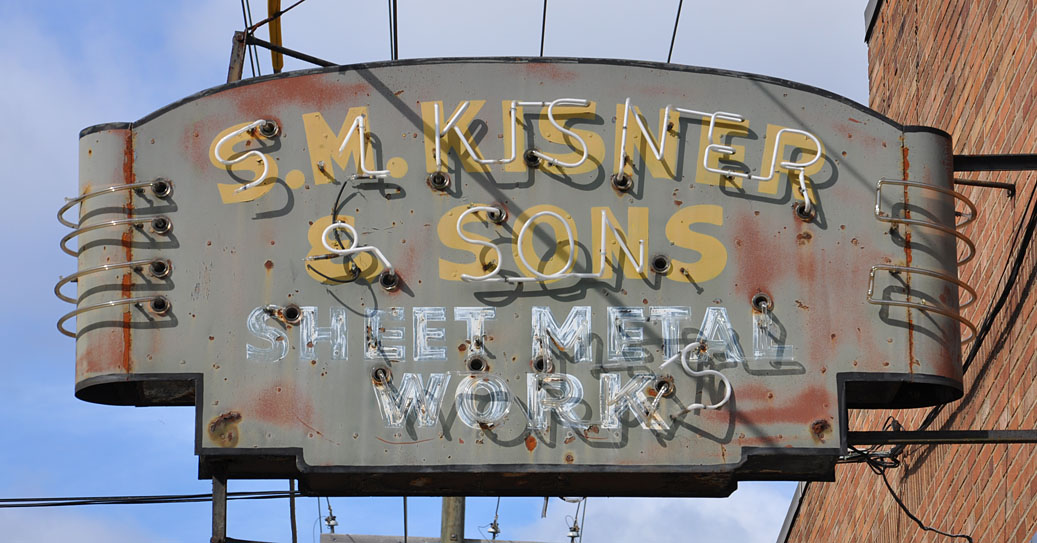 S.M. KISNER
& SONS
SHEET METAL
WORKS